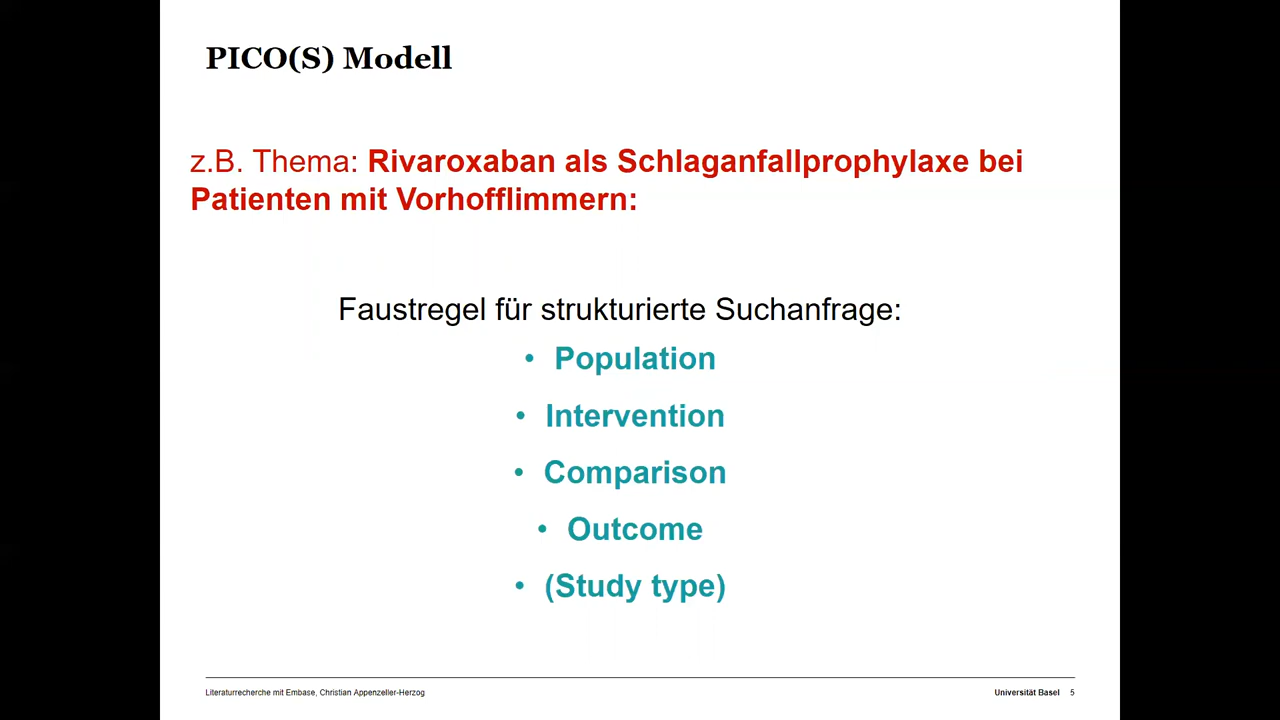 PICO(S) Modell
z.B. Thema: Rivaroxaban als Schlaganfallprophylaxe bei
Patienten mit Vorhofflimmern:
Faustregel für strukturierte Suchanfrage:
• Population
• Intervention
• Comparison
• Outcome
• (Study type)
Literaturrecherche mit Embase, Christian Appenzeller-Herzog
Universität Basel 5